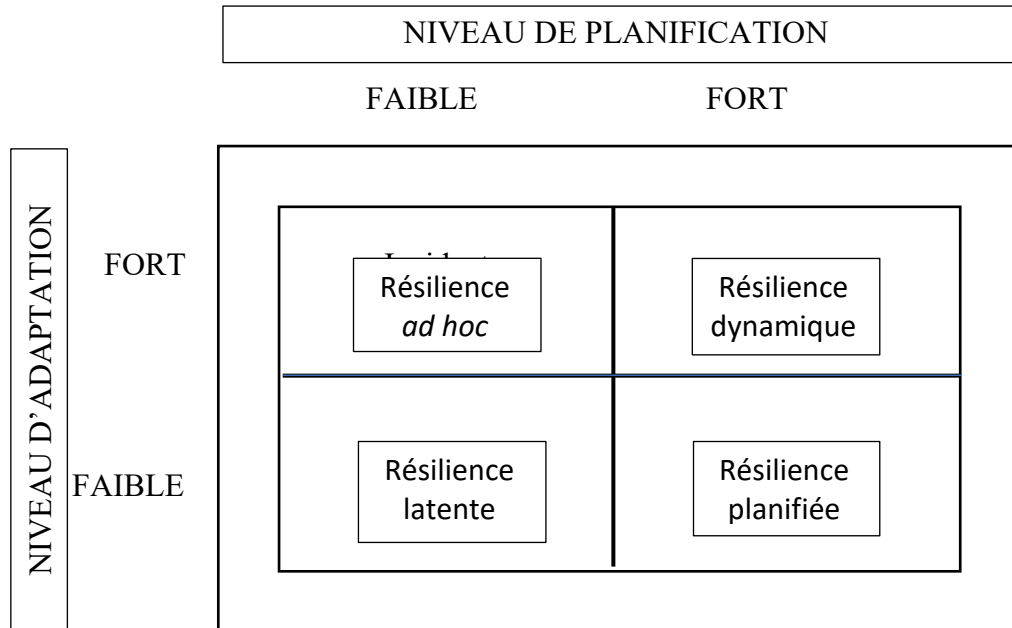 NIVEAU DE PLANIFICATION
FAIBLE FORT
NIVEAU D’ADAPTATION
FORT
Résilience
ad hoc
Résilience
dynamique
FAIBLE
Résilience
latente
Résilience
planifiée